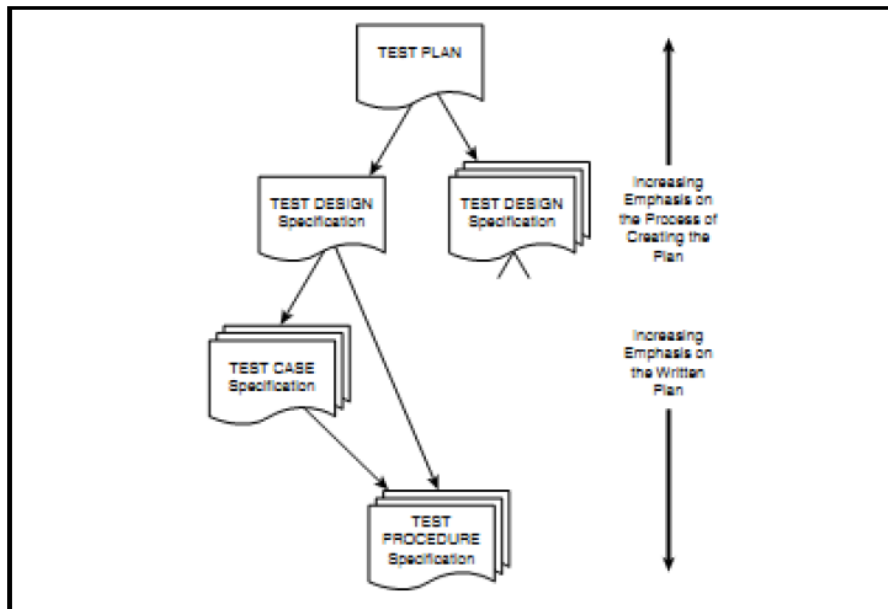 TEST PLAN
TEST DESIGN
Specification
TEST DESIGN
Specification
Increasing
Emphasis on
the Process of
Creating the
Plan
TEST CASE
Specification
Increasing
Emphasis on
the Written
Plan
TEST
PROCEDURE
Specification